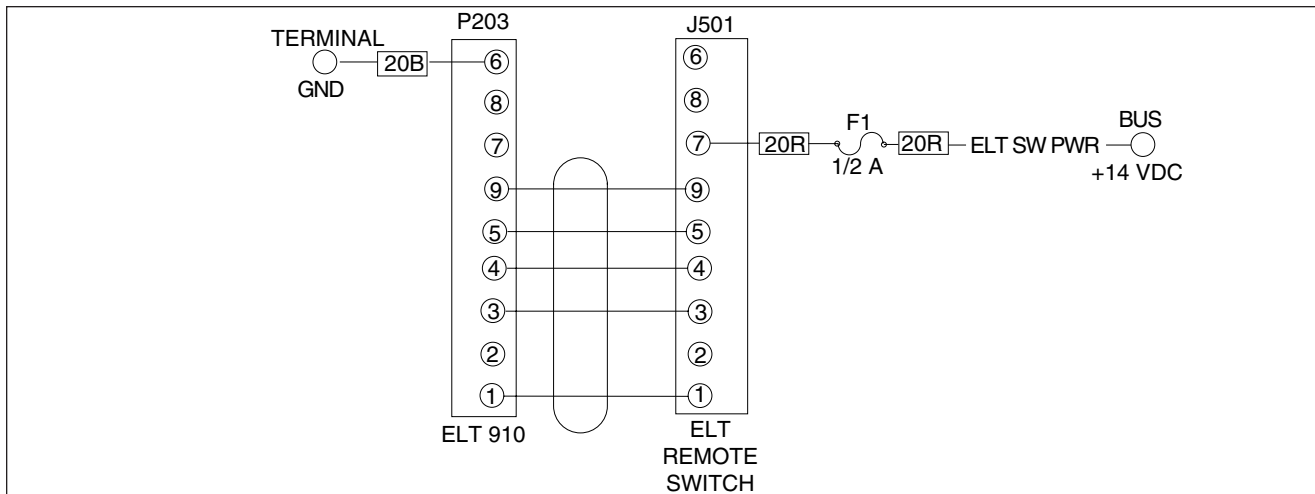 P203
J501
TERMINAL
20B
GND
6
8
7
9
5
4
3
2
1
ELT 910
6
8
7
9
5
4
3
2
1
ELT
REMOTE
SWITCH
20R
F1
1/2 A
20R
ELT SW PWR
BUS
+14 VDC